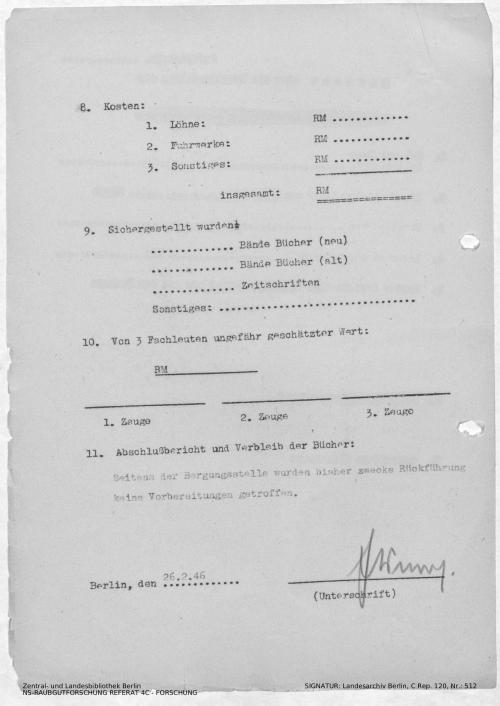 8. Kosten:
1. Löhne: RM .............
2. Fuhrwerke: RM .............
3. Sonstiges: RM .............
insgesamt: RM
9. Sichergestellt wurden:
.............. Bände Bücher (neu)
.............. Bände Bücher (alt)
.............. Zeitschriften
Sonstiges: ..................................
10. Von 3 Fachleuten ungefähr geschätzter Wert:
RM
1. Zeuge 2. Zeuge 3. Zeuge
11. Abschlußbericht und Verbleib der Bücher:
Seitens der Bergungsstelle wurden bisher zwecks Rückführung
keine Vorbereitungen getroffen.
Berlin, den 26.2.46
(Unterschrift)
Zentral- und Landesbibliothek Berlin
NS-RAUBGUTFORSCHUNG REFERAT 4C - FORSCHUNG
SIGNATUR: Landesarchiv Berlin, C Rep. 120, Nr.: 512